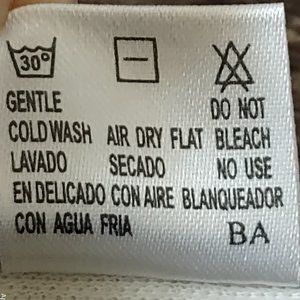 30°
GENTLE DO NOT
COLD WASH AIR DRY FLAT BLEACH
LAVADO SECADO NO USE
EN DELICADO CON AIRE BLANQUEADOR
CON AGUA FRIA BA